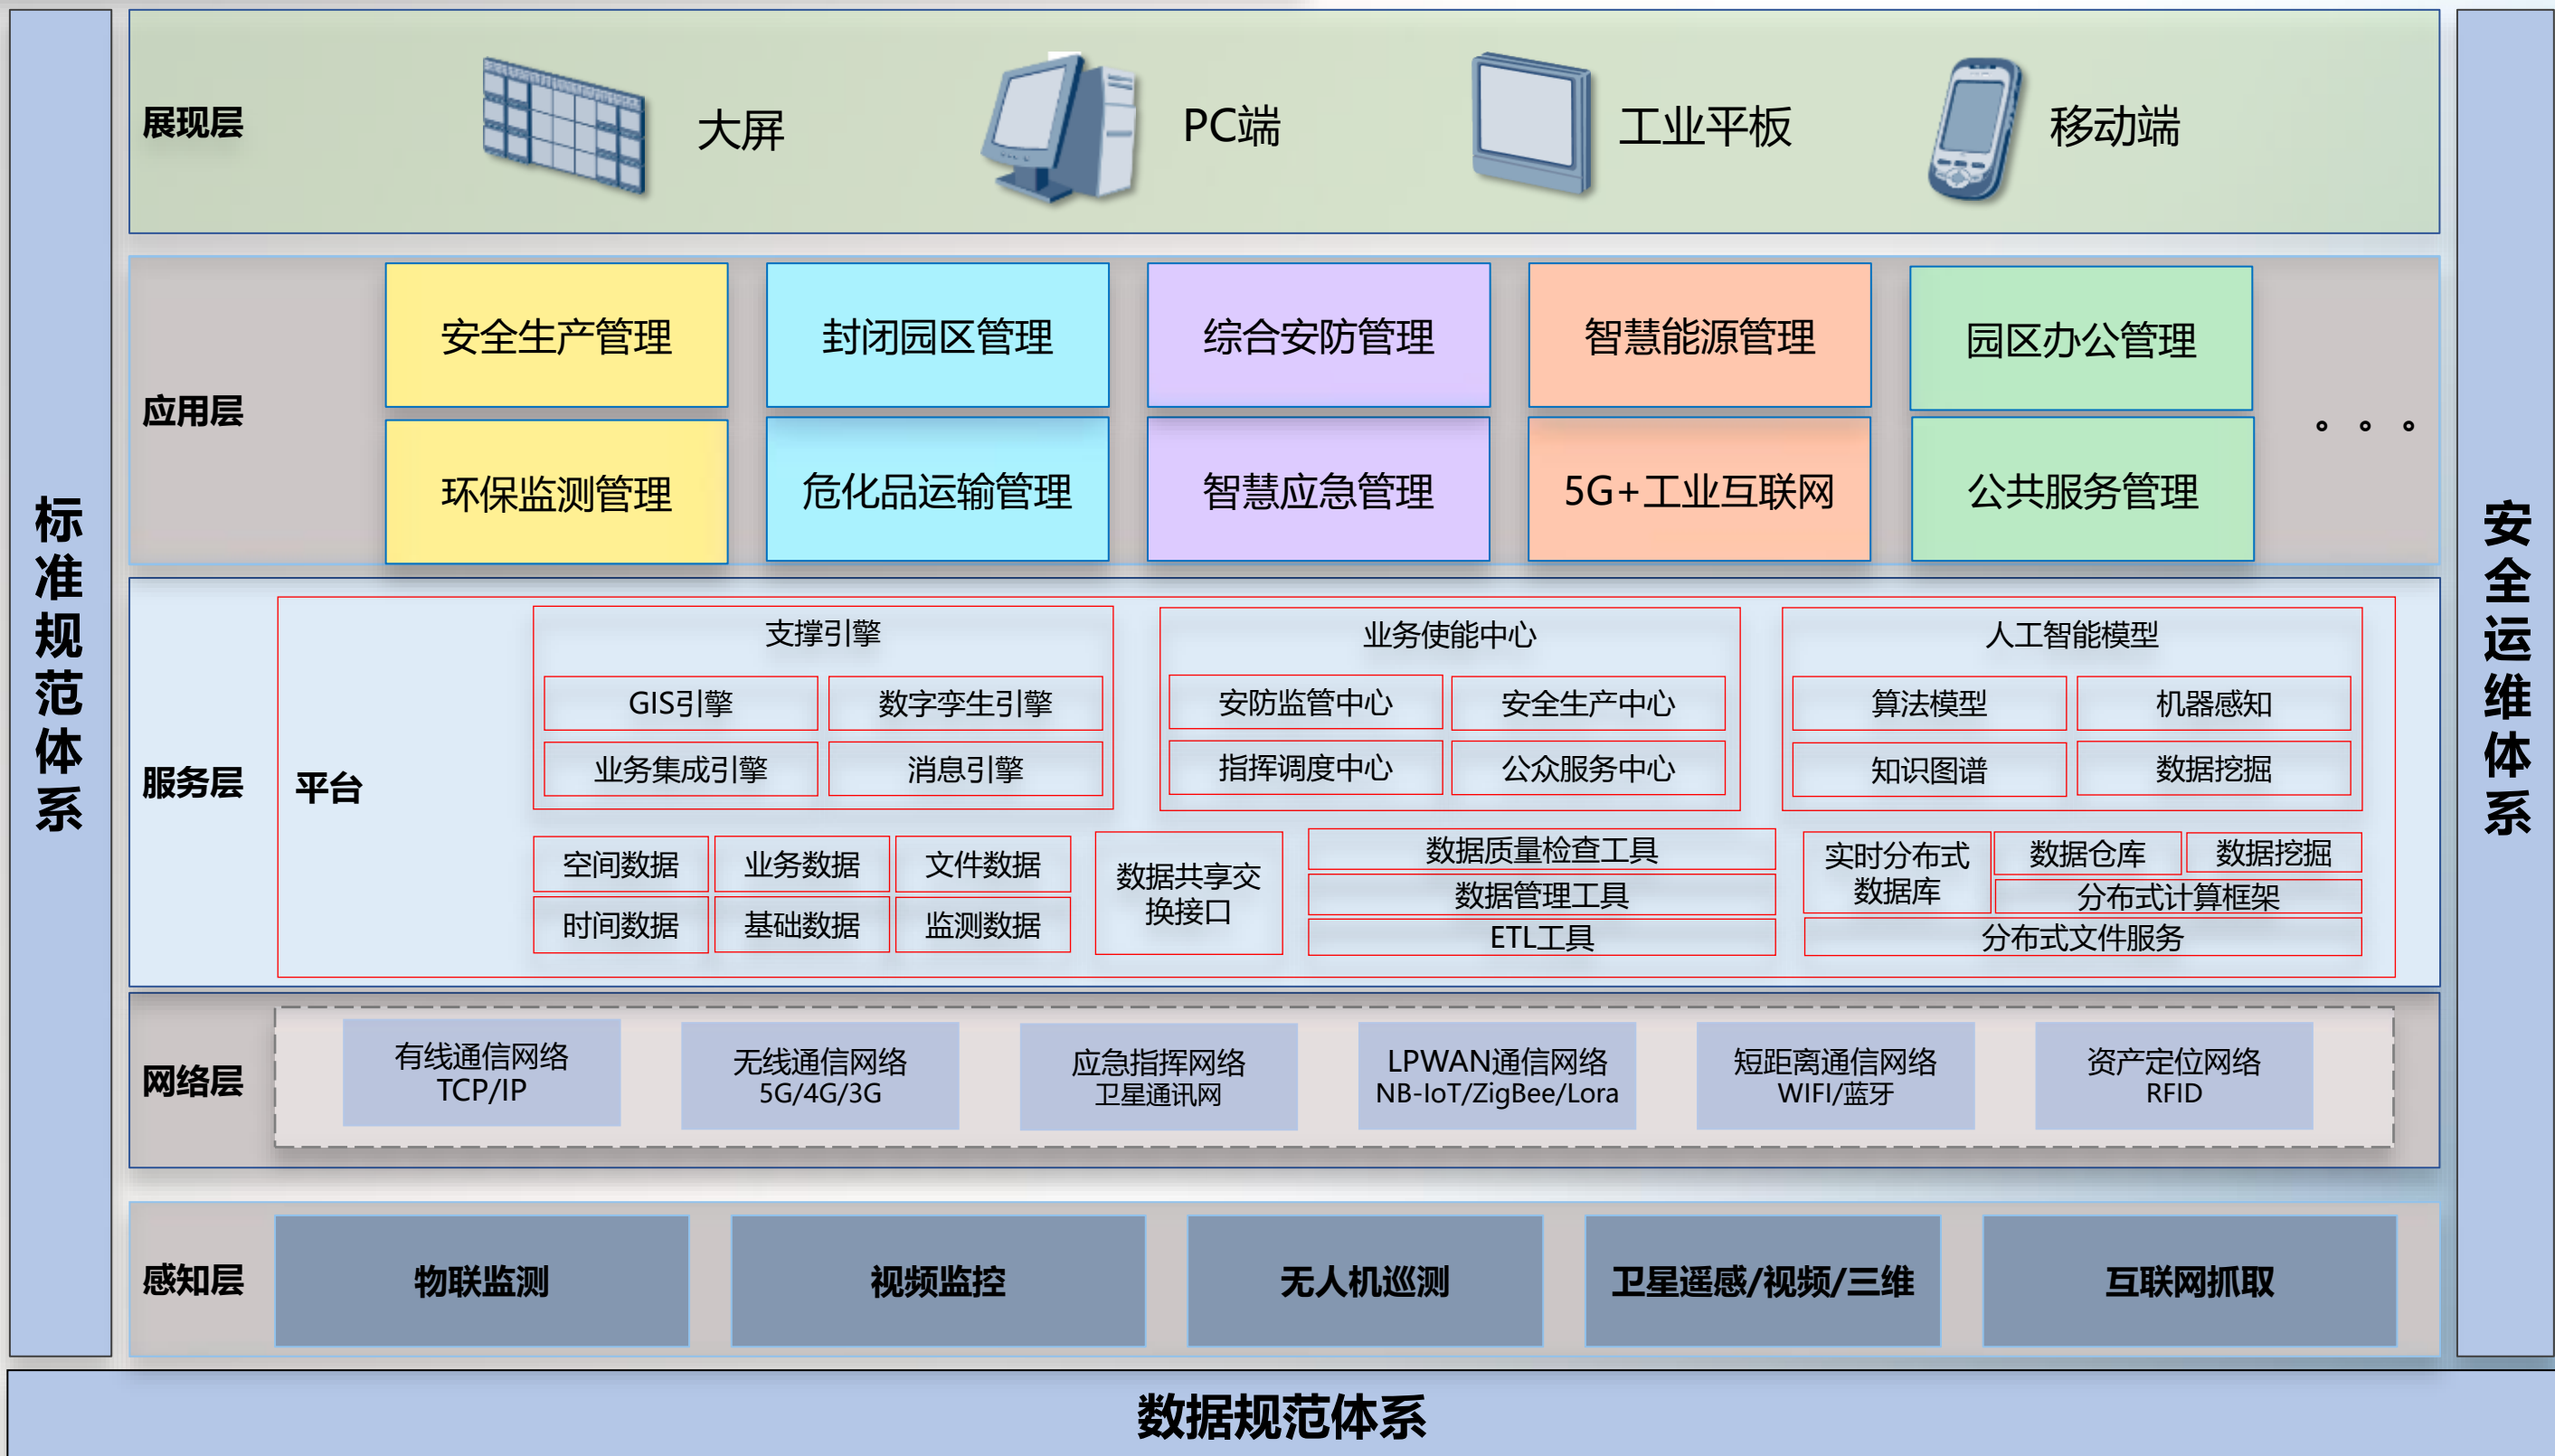 标准规范体系
展现层
大屏
PC端
工业平板
移动端
应用层
安全生产管理
封闭园区管理
综合安防管理
智慧能源管理
园区办公管理
环保监测管理
危化品运输管理
智慧应急管理
5G+工业互联网
公共服务管理
。。。
服务层
平台
支撑引擎
GIS引擎
数字孪生引擎
业务集成引擎
消息引擎
业务使能中心
安防监管中心
安全生产中心
指挥调度中心
公众服务中心
人工智能模型
算法模型
机器感知
知识图谱
数据挖掘
空间数据
业务数据
文件数据
时间数据
基础数据
监测数据
数据共享交
换接口
数据质量检查工具
数据管理工具
ETL工具
实时分布式
数据库
数据仓库
数据挖掘
分布式计算框架
分布式文件服务
网络层
有线通信网络
TCP/IP
无线通信网络
5G/4G/3G
应急指挥网络
卫星通讯网
LPWAN通信网络
NB-IoT/ZigBee/Lora
短距离通信网络
WIFI/蓝牙
资产定位网络
RFID
感知层
物联监测
视频监控
无人机巡测
卫星遥感/视频/三维
互联网抓取
安全运维体系
数据规范体系